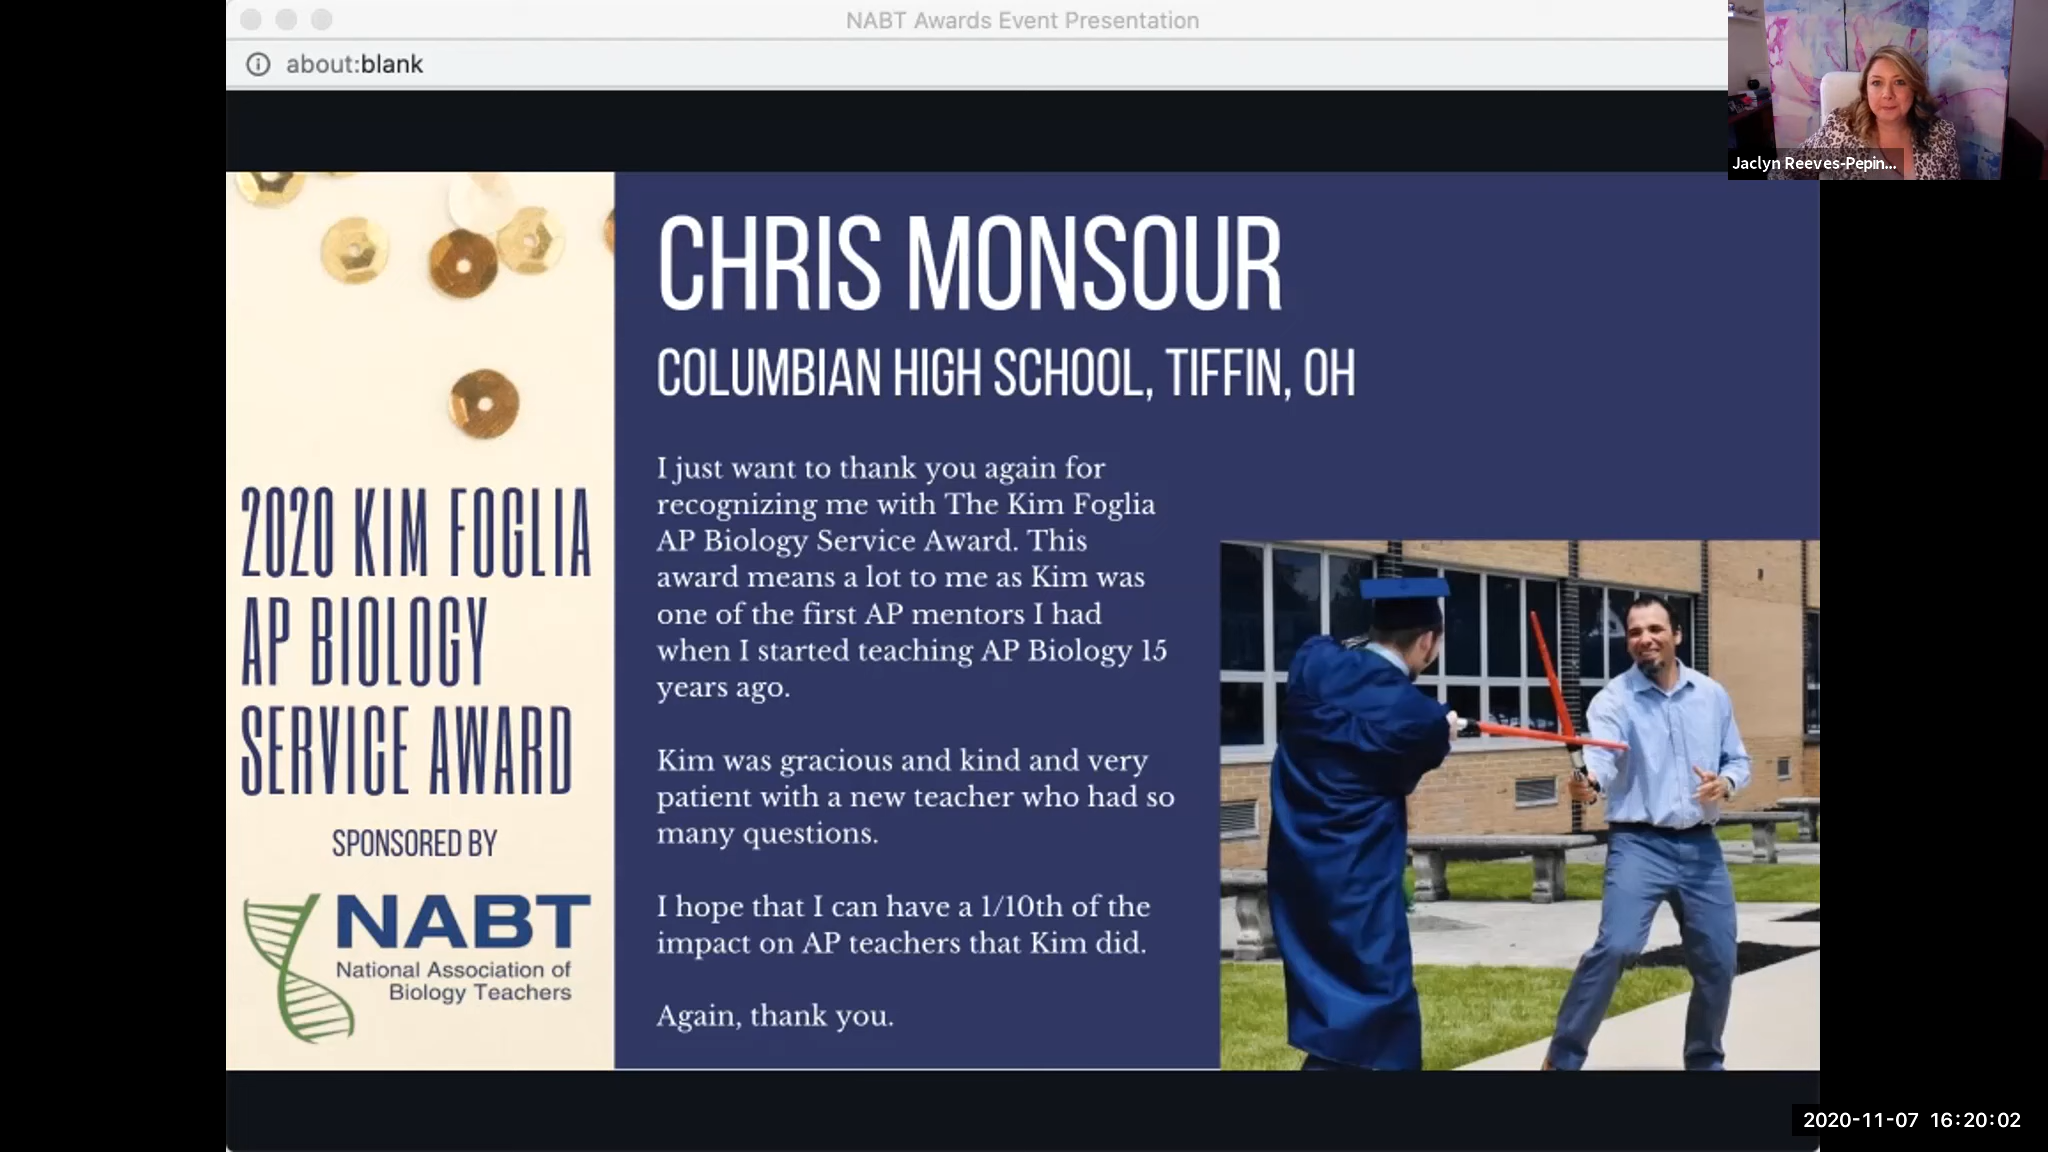 NABT Awards Event Presentation
about:blank
Jaclyn Reeves-Pepin...
CHRIS MONSOUR
COLUMBIAN HIGH SCHOOL, TIFFIN, OH
I just want to thank you again for
recognizing me with The Kim Foglia
AP Biology Service Award. This
award means a lot to me as Kim was
one of the first AP mentors I had
when I started teaching AP Biology 15
years ago.
Kim was gracious and kind and very
patient with a new teacher who had so
many questions.
I hope that I can have a 1/10th of the
impact on AP teachers that Kim did.
Again, thank you.
2020 KIM FOGLIA
AP BIOLOGY
SERVICE AWARD
SPONSORED BY
NABT
National Association of
Biology Teachers
2020-11-07 16:20:02